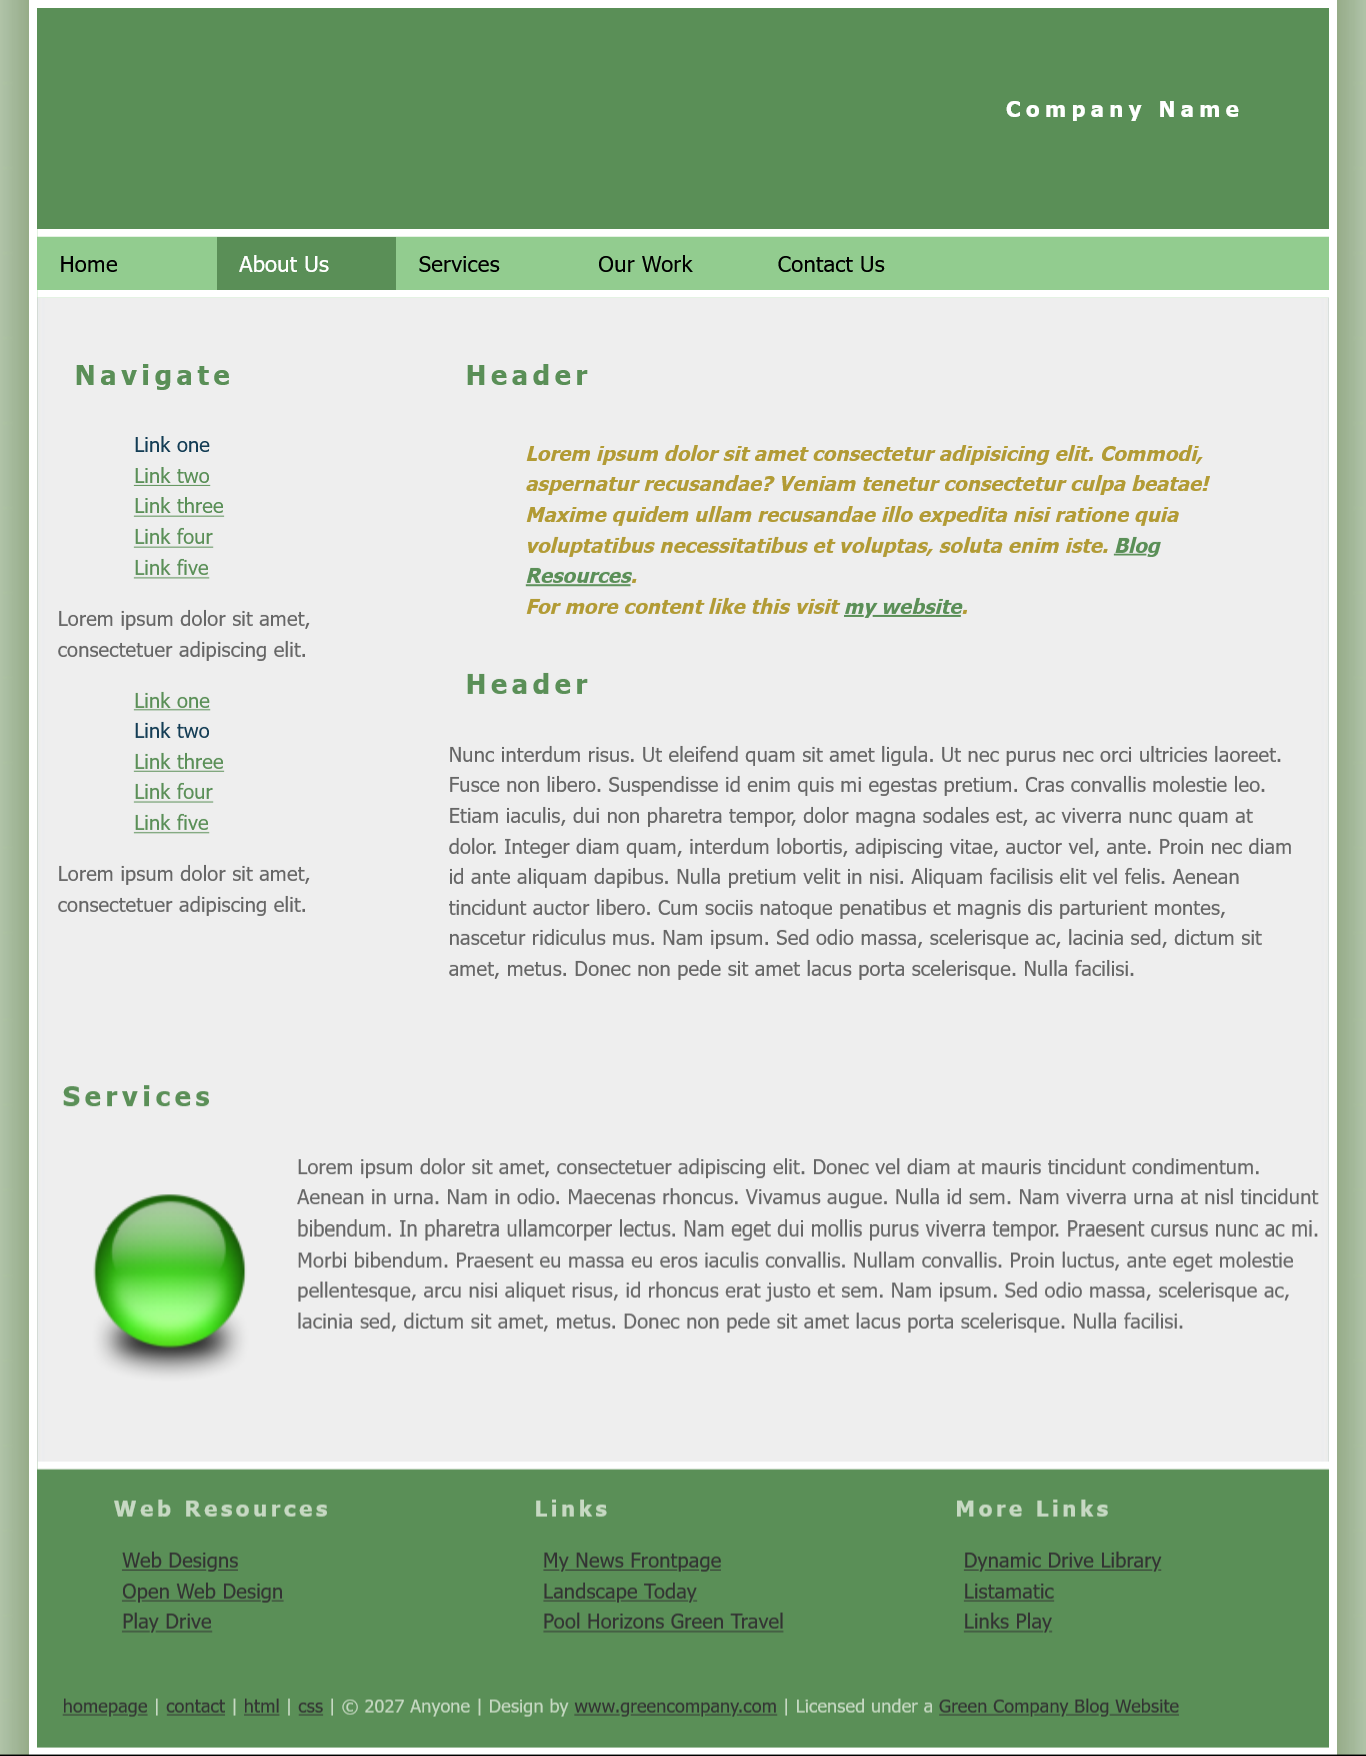 Company Name
Home About Us Services Our Work Contact Us
Navigate
Link one
Link two
Link three
Link four
Link five
Lorem ipsum dolor sit amet,
consectetuer adipiscing elit.
Link one
Link two
Link three
Link four
Link five
Lorem ipsum dolor sit amet,
consectetuer adipiscing elit.
Header
Lorem ipsum dolor sit amet consectetur adipisicing elit. Commodi,
aspernatur recusandae? Veniam tenetur consectetur culpa beatae!
Maxime quidem ullam recusandae illo expedita nisi ratione quia
voluptatibus necessitatibus et voluptas, soluta enim iste. Blog
Resources.
For more content like this visit my website.
Header
Nunc interdum risus. Ut eleifend quam sit amet ligula. Ut nec purus nec orci ultricies laoreet.
Fusce non libero. Suspendisse id enim quis mi egestas pretium. Cras convallis molestie leo.
Etiam iaculis, dui non pharetra tempor, dolor magna sodales est, ac viverra nunc quam at
dolor. Integer diam quam, interdum lobortis, adipiscing vitae, auctor vel, ante. Proin nec diam
id ante aliquam dapibus. Nulla pretium velit in nisi. Aliquam facilisis elit vel felis. Aenean
tincidunt auctor libero. Cum sociis natoque penatibus et magnis dis parturient montes,
nascetur ridiculus mus. Nam ipsum. Sed odio massa, scelerisque ac, lacinia sed, dictum sit
amet, metus. Donec non pede sit amet lacus porta scelerisque. Nulla facilisi.
Services
Lorem ipsum dolor sit amet, consectetuer adipiscing elit. Donec vel diam at mauris tincidunt condimentum.
Aenean in urna. Nam in odio. Maecenas rhoncus. Vivamus augue. Nulla id sem. Nam viverra urna at nisl tincidunt
bibendum. In pharetra ullamcorper lectus. Nam eget dui mollis purus viverra tempor. Praesent cursus nunc ac mi.
Morbi bibendum. Praesent eu massa eu eros iaculis convallis. Nullam convallis. Proin luctus, ante eget molestie
pellentesque, arcu nisi aliquet risus, id rhoncus erat justo et sem. Nam ipsum. Sed odio massa, scelerisque ac,
lacinia sed, dictum sit amet, metus. Donec non pede sit amet lacus porta scelerisque. Nulla facilisi.
Web Resources
Web Designs
Open Web Design
Play Drive
Links
My News Frontpage
Landscape Today
Pool Horizons Green Travel
More Links
Dynamic Drive Library
Listamatic
Links Play
homepage | contact | html | css | © 2027 Anyone | Design by www.greencompany.com | Licensed under a Green Company Blog Website